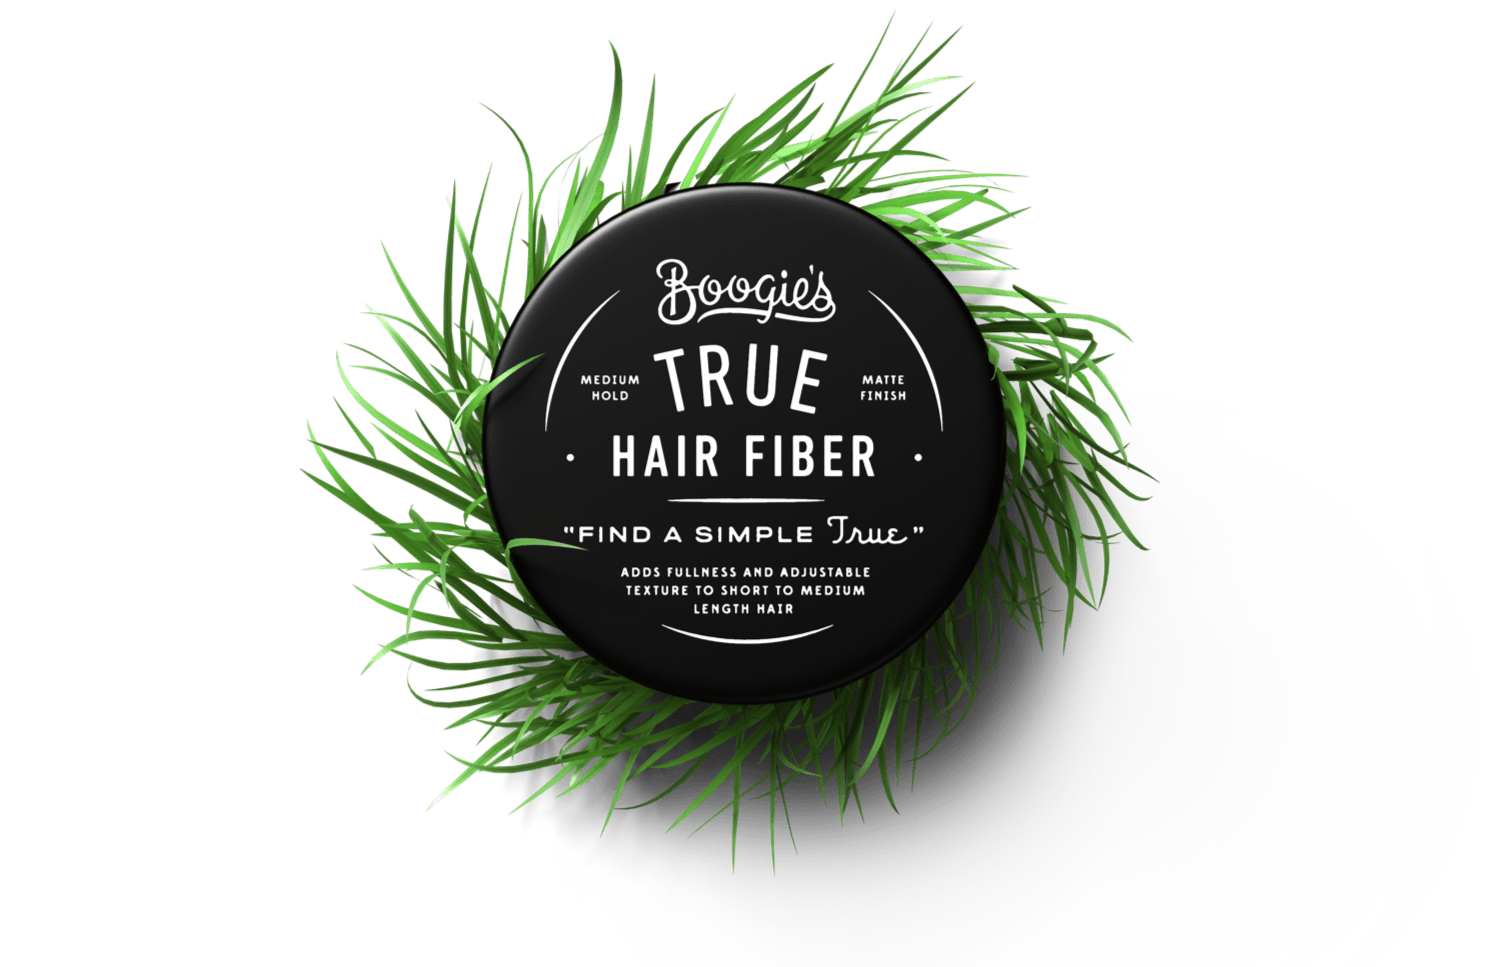 Boogie's
TRUE
MEDIUM
HOLD
MATTE
FINISH
HAIR FIBER
"FIND A SIMPLE True"
ADDS FULLNESS AND ADJUSTABLE
TEXTURE TO SHORT TO MEDIUM
LENGTH HAIR